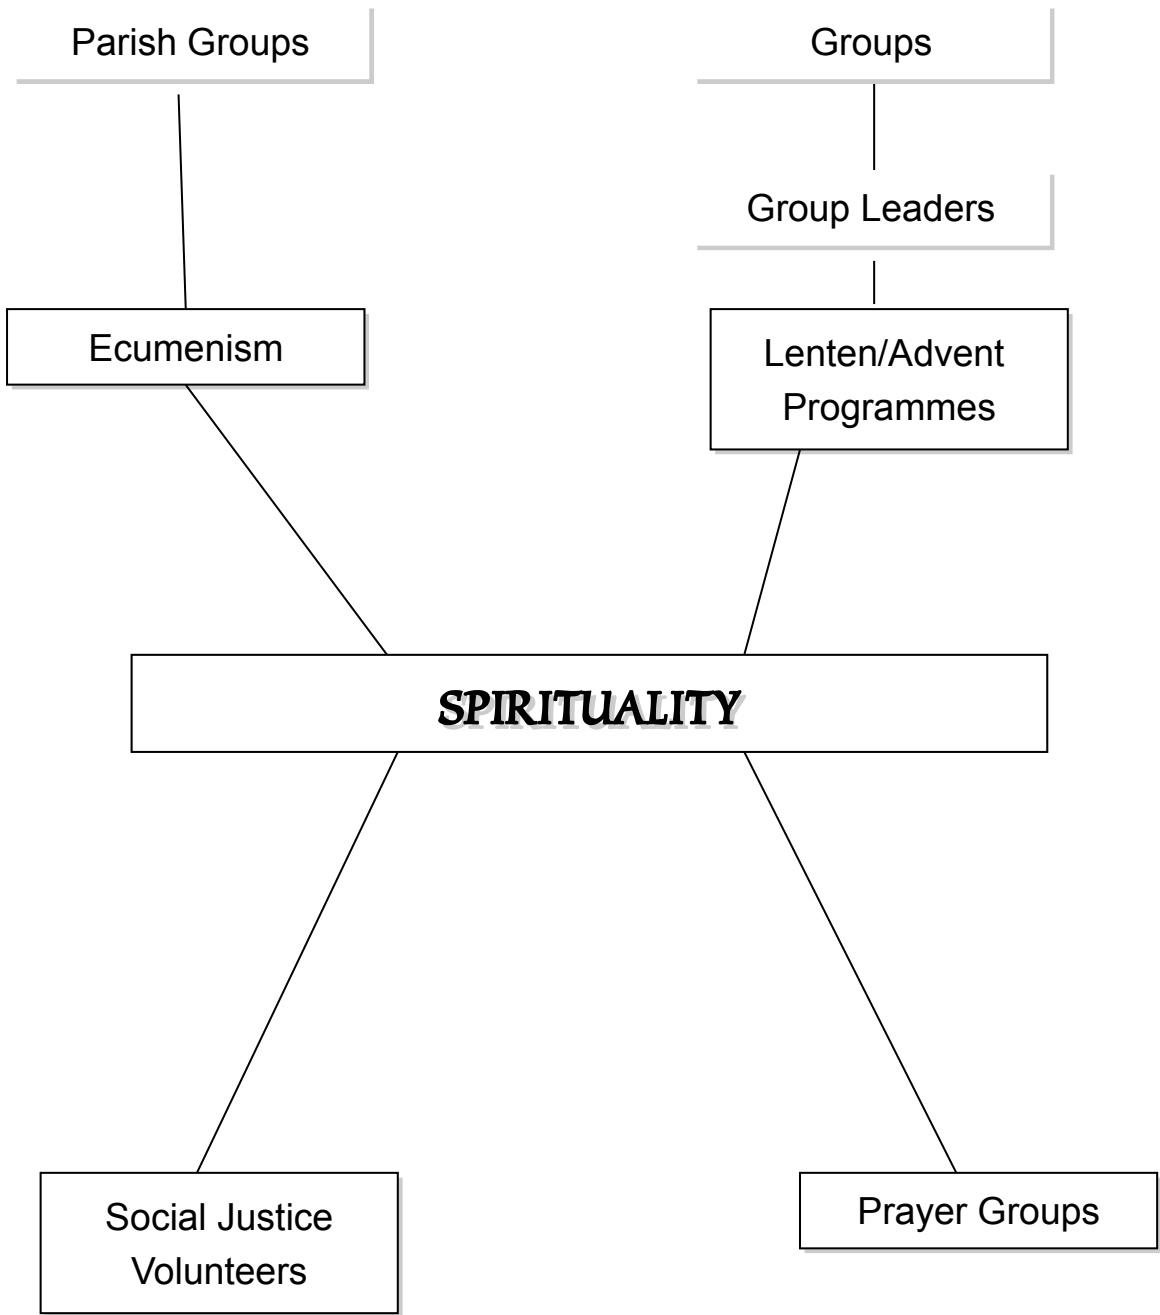 Parish Groups
Groups
Group Leaders
Ecumenism
Lenten/Advent
Programmes
SPIRITUALITY
Social Justice
Volunteers
Prayer Groups